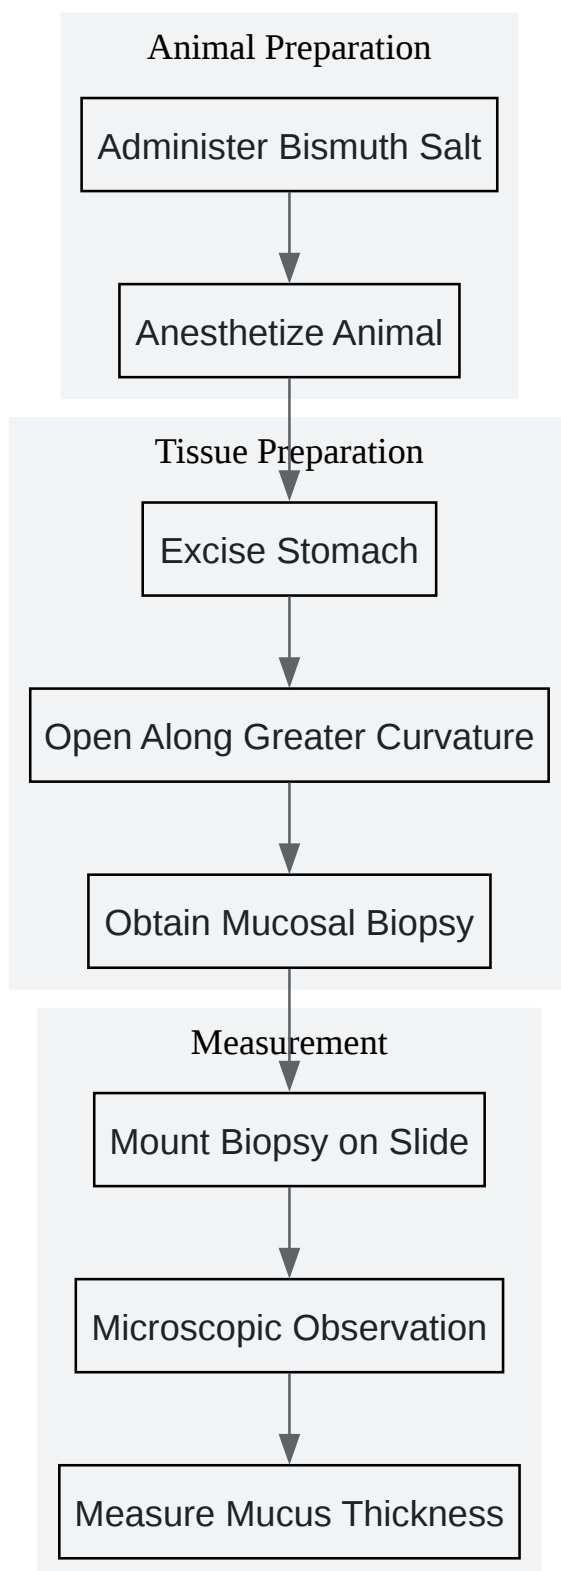 Animal Preparation
Administer Bismuth Salt
Anesthetize Animal
Tissue Preparation
Excise Stomach
Open Along Greater Curvature
Obtain Mucosal Biopsy
Measurement
Mount Biopsy on Slide
Microscopic Observation
Measure Mucus Thickness